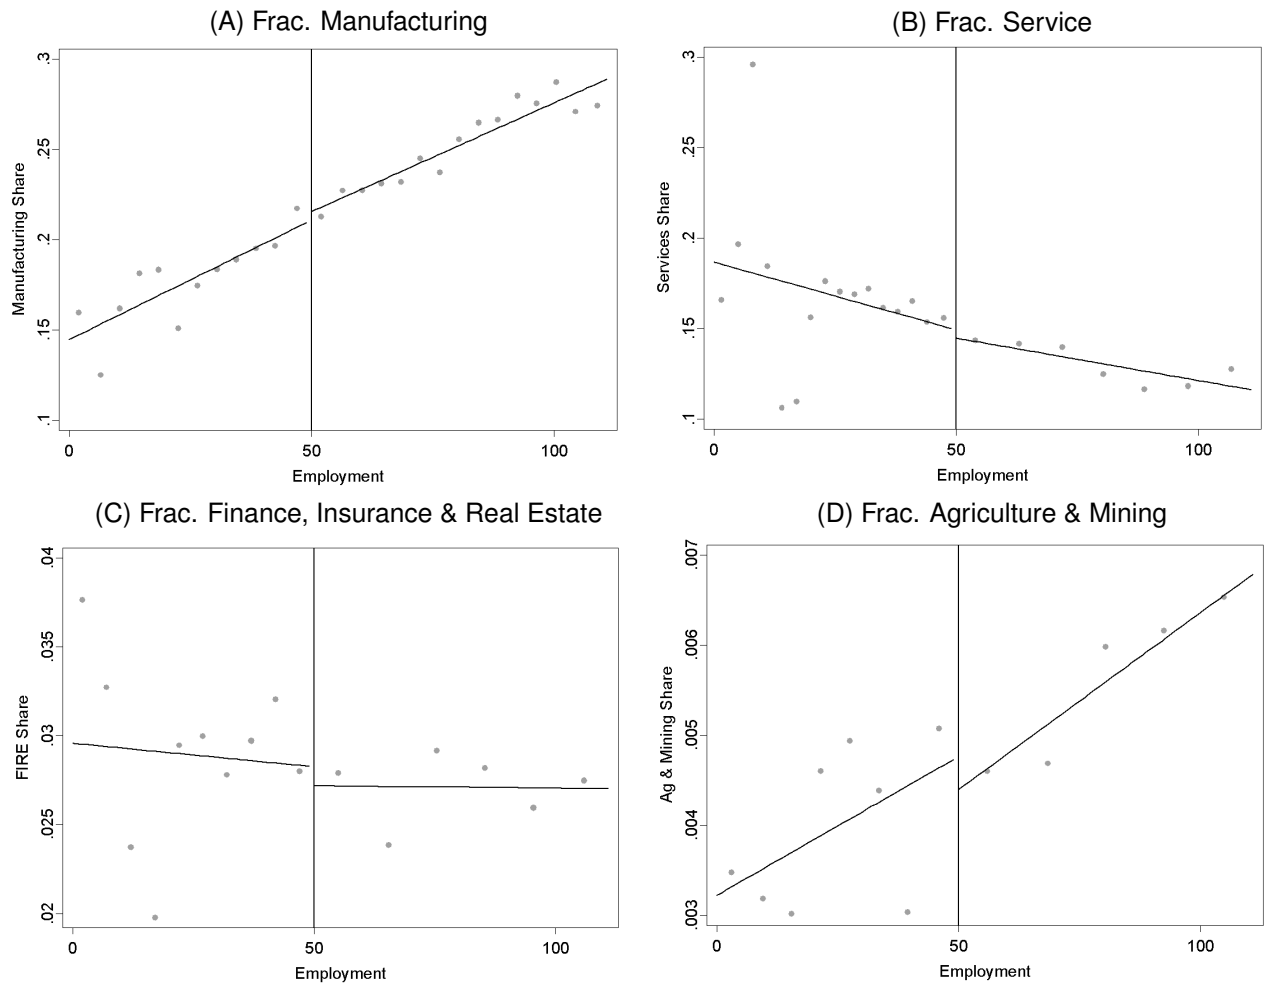 (A) Frac. Manufacturing
.3
.25
.2
.15
.1
Manufacturing Share
0 50 100
Employment
(B) Frac. Service
.3
.25
.2
.15
.1
Services Share
0 50 100
Employment
(C) Frac. Finance, Insurance & Real Estate
.04
.035
.03
.025
.02
FIRE Share
0 50 100
Employment
(D) Frac. Agriculture & Mining
.007
.006
.005
.004
.003
Ag & Mining Share
0 50 100
Employment